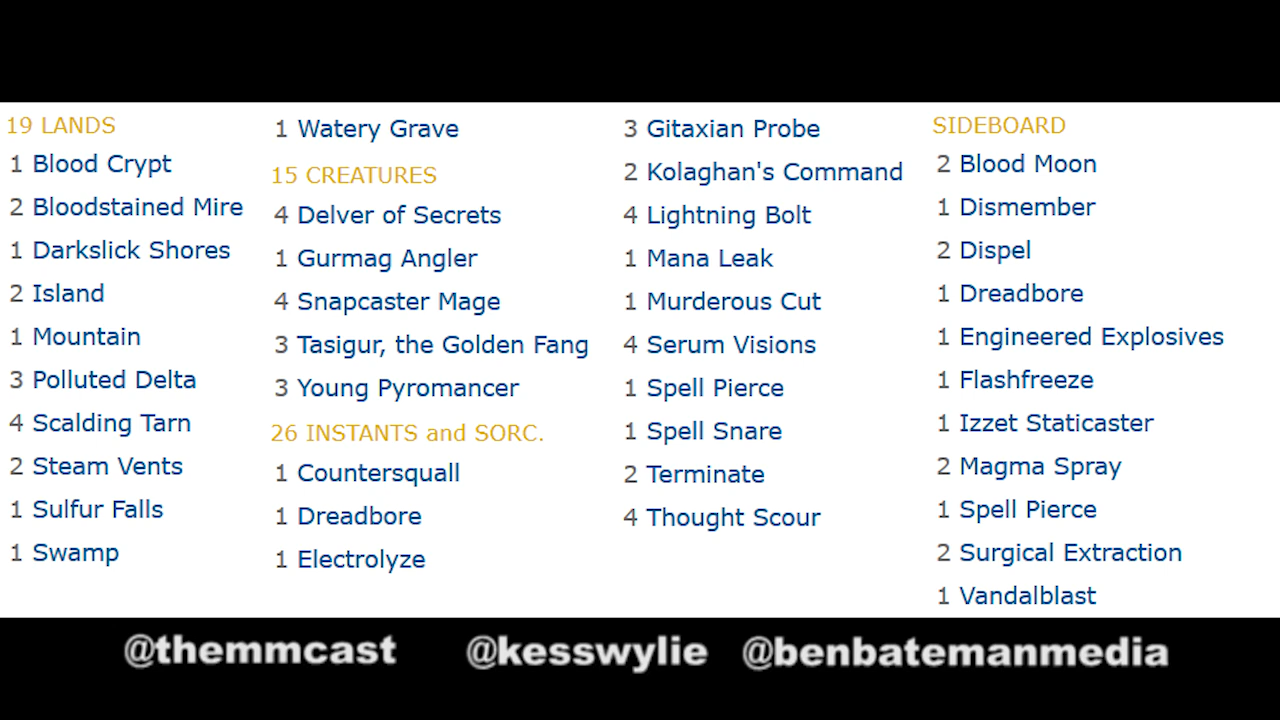 19 LANDS
1 Blood Crypt
2 Bloodstained Mire
1 Darkslick Shores
2 Island
1 Mountain
3 Polluted Delta
4 Scalding Tarn
2 Steam Vents
1 Sulfur Falls
1 Swamp
1 Watery Grave
15 CREATURES
4 Delver of Secrets
1 Gurmag Angler
4 Snapcaster Mage
3 Tasigur, the Golden Fang
3 Young Pyromancer
26 INSTANTS and SORC.
1 Countersquall
1 Dreadbore
1 Electrolyze
3 Gitaxian Probe
2 Kolaghan's Command
4 Lightning Bolt
1 Mana Leak
1 Murderous Cut
4 Serum Visions
1 Spell Pierce
1 Spell Snare
2 Terminate
4 Thought Scour
SIDEBOARD
2 Blood Moon
1 Dismember
2 Dispel
1 Dreadbore
1 Engineered Explosives
1 Flashfreeze
1 Izzet Staticaster
2 Magma Spray
1 Spell Pierce
2 Surgical Extraction
1 Vandalblast
@themmcast @kesswylie @benbatemanmedia